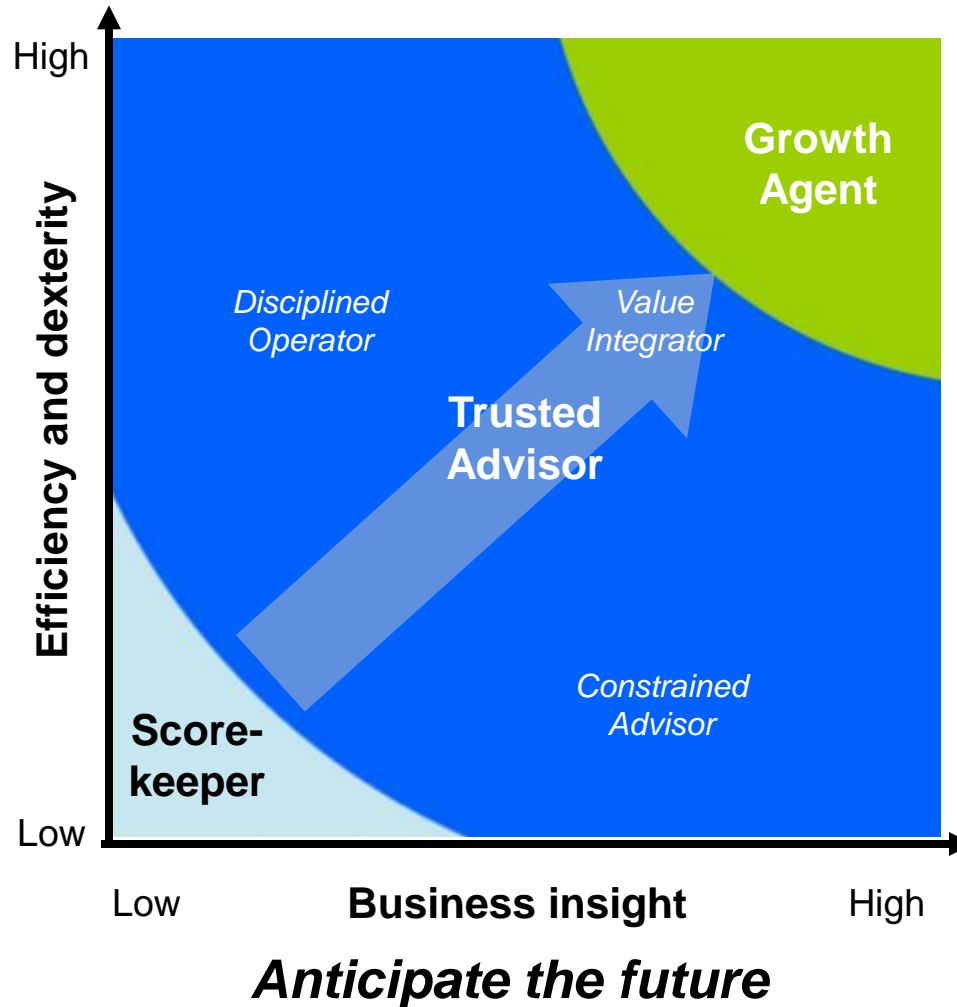 High
Growth
Agent
Efficiency and dexterity
Disciplined
Operator
Value
Integrator
Trusted
Advisor
Constrained
Advisor
Score-
keeper
Low
Low
Business insight
High
Anticipate the future